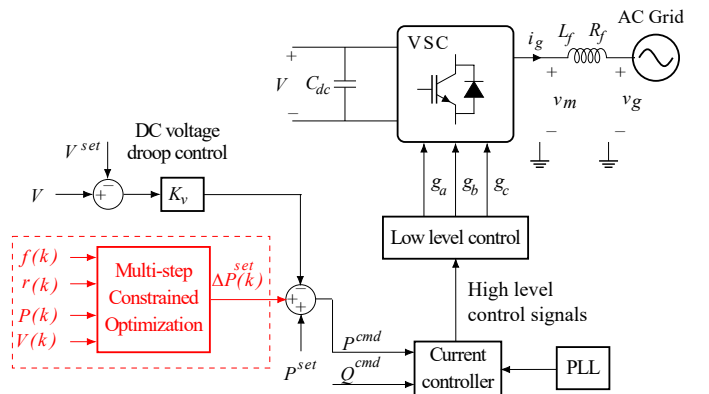 AC Grid
VSC
i_g
L_f
R_f
+
+
+
V
C_dc
v_m
v_g
−
−
−
DC voltage
droop control
V^set
−
V
+
K_v
g_a
g_b
g_c
Low level control
f(k)
r(k)
P(k)
V(k)
Multi-step
Constrained
Optimization
ΔP(k)^set
−
+
+
High level
control signals
P^set
P^cmd
Q^cmd
Current
controller
PLL